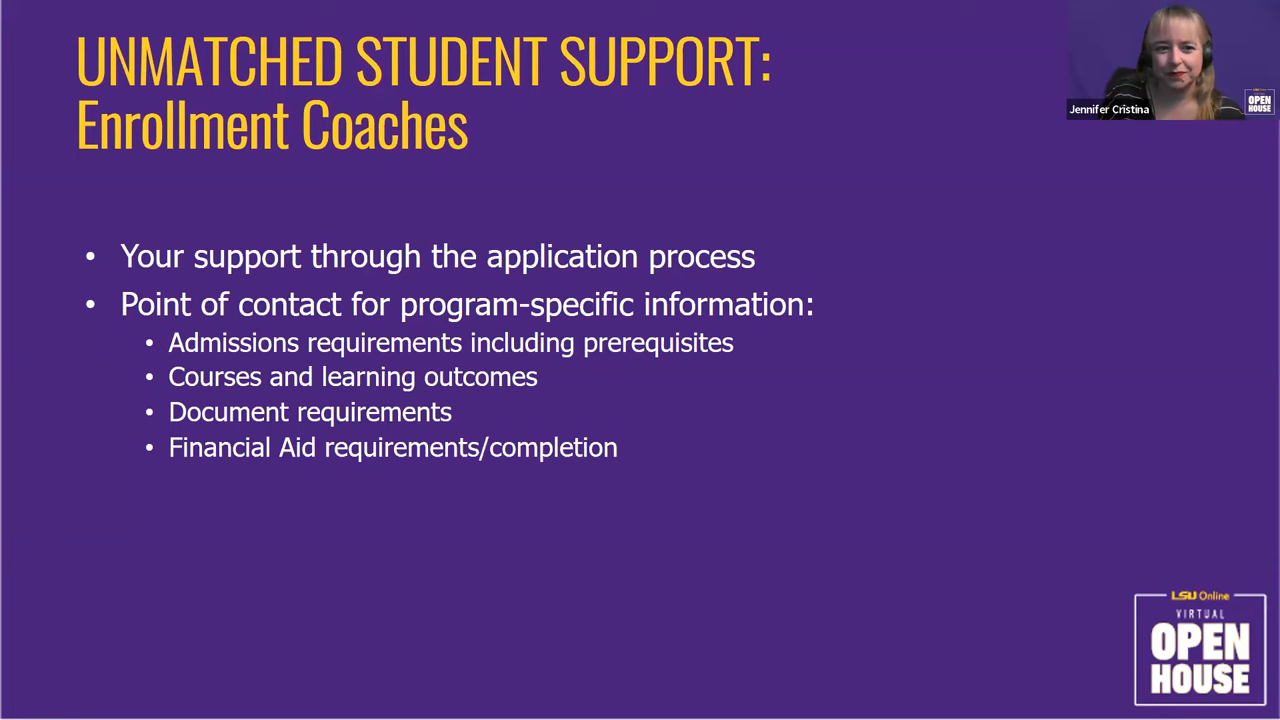 UNMATCHED STUDENT SUPPORT:
Enrollment Coaches
Jennifer Cristina
OPEN
HOUSE
• Your support through the application process
• Point of contact for program-specific information:
• Admissions requirements including prerequisites
• Courses and learning outcomes
• Document requirements
• Financial Aid requirements/completion
LSU Online
VIRTUAL
OPEN
HOUSE